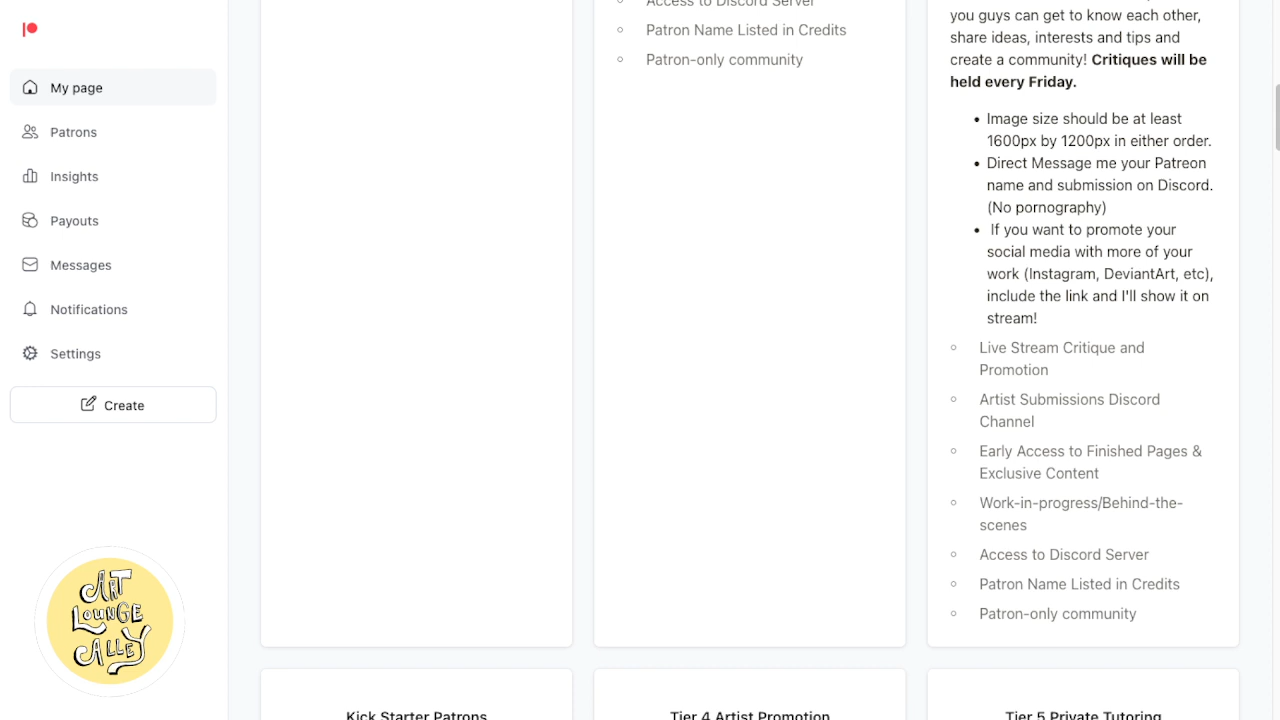 My page
Patrons
Insights
Payouts
Messages
Notifications
Settings
Create
ART
LOUNGE
ALLEY
Access to Discord Server
Patron Name Listed in Credits
Patron-only community
you guys can get to know each other,
share ideas, interests and tips and
create a community! Critiques will be
held every Friday.
Image size should be at least
1600px by 1200px in either order.
Direct Message me your Patreon
name and submission on Discord.
(No pornography)
If you want to promote your
social media with more of your
work (Instagram, DeviantArt, etc),
include the link and I'll show it on
stream!
Live Stream Critique and
Promotion
Artist Submissions Discord
Channel
Early Access to Finished Pages &
Exclusive Content
Work-in-progress/Behind-the-
scenes
Access to Discord Server
Patron Name Listed in Credits
Patron-only community
Kick Starter Patrons
Tier 4 Artist Promotion
Tier 5 Private Tutoring